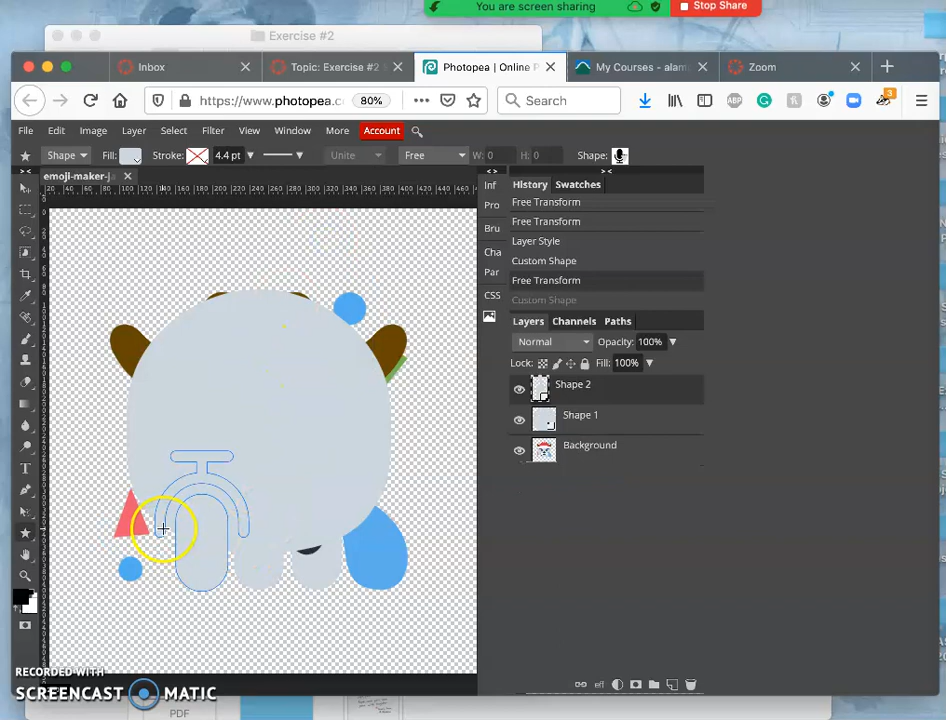 You are screen sharing
Stop Share
Exercise #2
Inbox
Topic: Exercise #2
Photopea | Online P
My Courses - alam
Zoom
https://www.photopea.c
80%
Search
ABP
3
File Edit Image Layer Select Filter View Window More Account
Shape Fill: Stroke: 4.4 pt Unite Free W: 0 H: 0 Shape:
emoji-maker-j
Inf
Pro
Bru
Cha
Par
CSS
History Swatches
Free Transform
Free Transform
Layer Style
Custom Shape
Free Transform
Custom Shape
Layers Channels Paths
Normal Opacity: 100%
Lock: Fill: 100%
Shape 2
Shape 1
Background
eff
RECORDED WITH
SCREENCAST MATIC
PDF